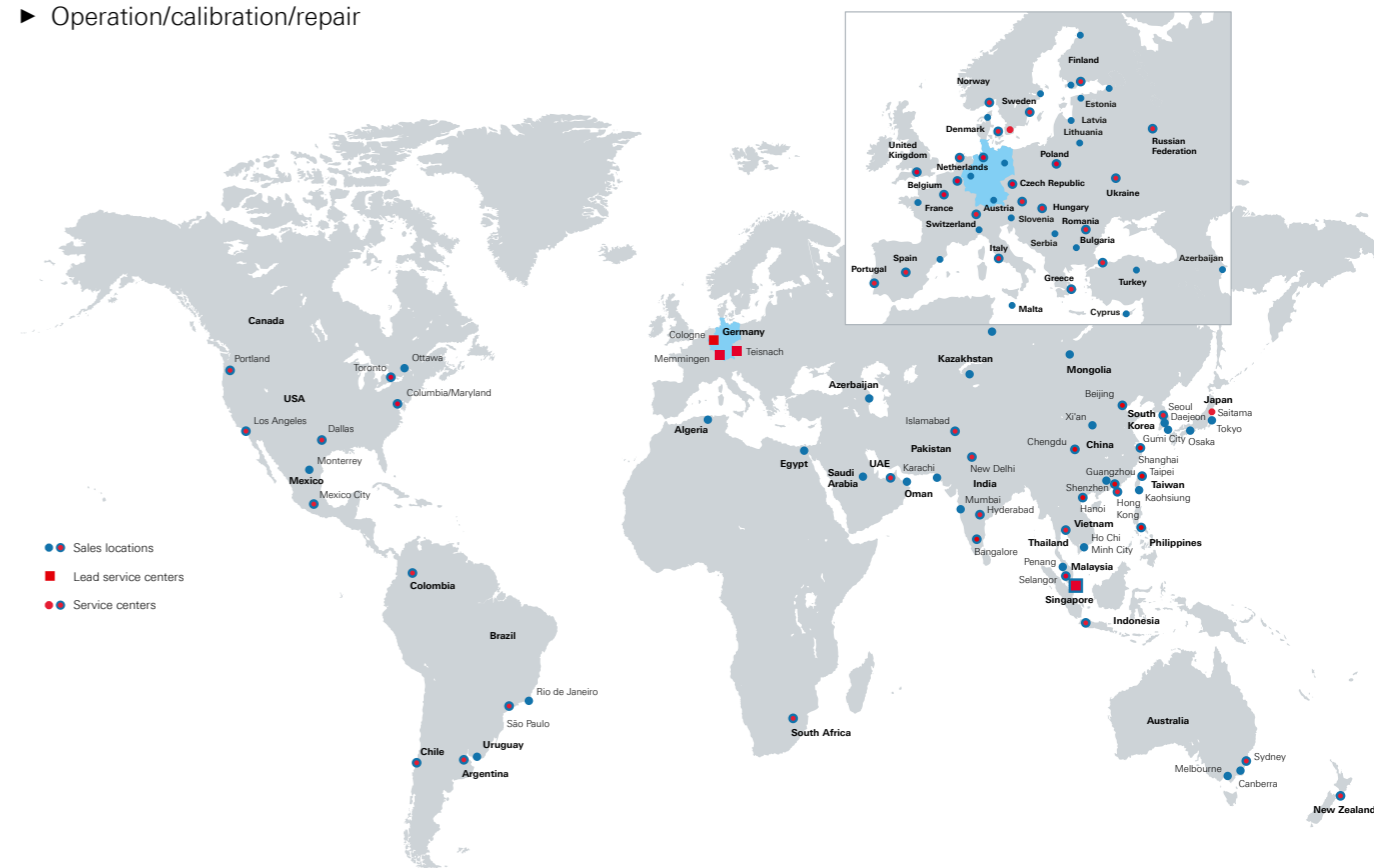 ► Operation/calibration/repair
Finland
Norway
Sweden
Estonia
Latvia
Denmark
Lithuania
United
Kingdom
Russian
Federation
Poland
Netherlands
Belgium
Czech Republic
Ukraine
France
Austria
Hungary
Switzerland
Slovenia
Romania
Serbia
Bulgaria
Italy
Spain
Azerbaijan
Portugal
Greece
Turkey
Malta
Cyprus
Canada
Portland
Toronto
Ottawa
USA
Columbia/Maryland
Los Angeles
Dallas
Monterrey
Mexico
Mexico City
Cologne
Germany
Memmingen
Teisnach
Kazakhstan
Mongolia
Azerbaijan
Algeria
Egypt
Saudi
Arabia
UAE
Oman
Islamabad
Pakistan
Karachi
New Delhi
India
Mumbai
Hyderabad
Bangalore
Beijing
Xi'an
Chengdu
China
South
Korea
Seoul
Daejeon
Gumi City
Japan
Saitama
Tokyo
Osaka
Shanghai
Guangzhou
Taipei
Shenzhen
Taiwan
Hong
Kong
Kaohsiung
Hanoi
Vietnam
Thailand
Ho Chi
Minh City
Philippines
Penang
Malaysia
Selangor
Singapore
Indonesia
Sales locations
Lead service centers
Service centers
Colombia
Brazil
Rio de Janeiro
São Paulo
Chile
Uruguay
Argentina
South Africa
Australia
Sydney
Melbourne
Canberra
New Zealand